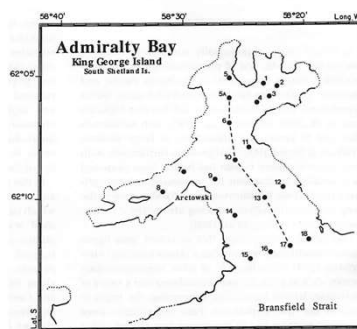 58°40' 58°30' 58°20' Long W
Admiralty Bay
King George Island
South Shetland Is.
62°05'
5 1 2
5A 4 3
6
11
10
7 9
8 12
62°10'
Arctowski 13
14
18
17
16
15
Bransfield Strait
Lat. S